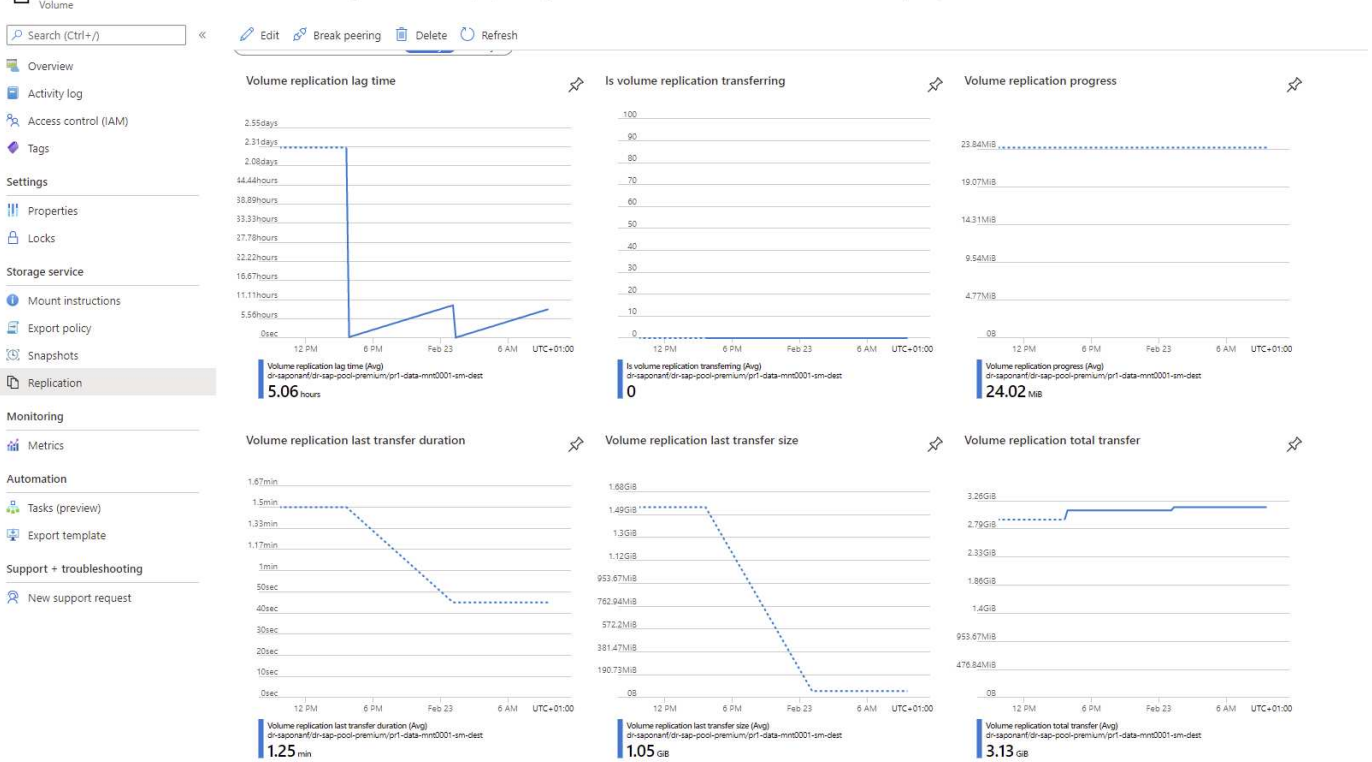 Volume
Search (Ctrl+/)
«
Edit
Break peering
Delete
Refresh
Overview
Activity log
Access control (IAM)
Tags
Settings
Properties
Locks
Storage service
Mount instructions
Export policy
Snapshots
Replication
Monitoring
Metrics
Automation
Tasks (preview)
Export template
Support + troubleshooting
New support request
Volume replication lag time
2.55days
2.31days
2.08days
44.44hours
38.89hours
33.33hours
27.78hours
22.22hours
16.67hours
11.11hours
5.56hours
0sec
12 PM 6 PM Feb 23 6 AM UTC+01:00
Volume replication lag time (Avg)
dr-saponanf/dr-sap-pool-premium/pr1-data-mnt0001-sm-dest
5.06 hours
Is volume replication transferring
100
90
80
70
60
50
40
30
20
10
0
12 PM 6 PM Feb 23 6 AM UTC+01:00
Is volume replication transferring (Avg)
dr-saponanf/dr-sap-pool-premium/pr1-data-mnt0001-sm-dest
0
Volume replication progress
23.84MiB
19.07MiB
14.31MiB
9.54MiB
4.77MiB
0B
12 PM 6 PM Feb 23 6 AM UTC+01:00
Volume replication progress (Avg)
dr-saponanf/dr-sap-pool-premium/pr1-data-mnt0001-sm-dest
24.02 MiB
Volume replication last transfer duration
1.67min
1.5min
1.33min
1.17min
1min
50sec
40sec
30sec
20sec
10sec
0sec
12 PM 6 PM Feb 23 6 AM UTC+01:00
Volume replication last transfer duration (Avg)
dr-saponanf/dr-sap-pool-premium/pr1-data-mnt0001-sm-dest
1.25 min
Volume replication last transfer size
1.68GiB
1.49GiB
1.3GiB
1.12GiB
953.67MiB
762.94MiB
572.2MiB
381.47MiB
190.73MiB
0B
12 PM 6 PM Feb 23 6 AM UTC+01:00
Volume replication last transfer size (Avg)
dr-saponanf/dr-sap-pool-premium/pr1-data-mnt0001-sm-dest
1.05 GiB
Volume replication total transfer
3.26GiB
2.79GiB
2.33GiB
1.86GiB
1.4GiB
953.67MiB
476.84MiB
0B
12 PM 6 PM Feb 23 6 AM UTC+01:00
Volume replication total transfer (Avg)
dr-saponanf/dr-sap-pool-premium/pr1-data-mnt0001-sm-dest
3.13 GiB